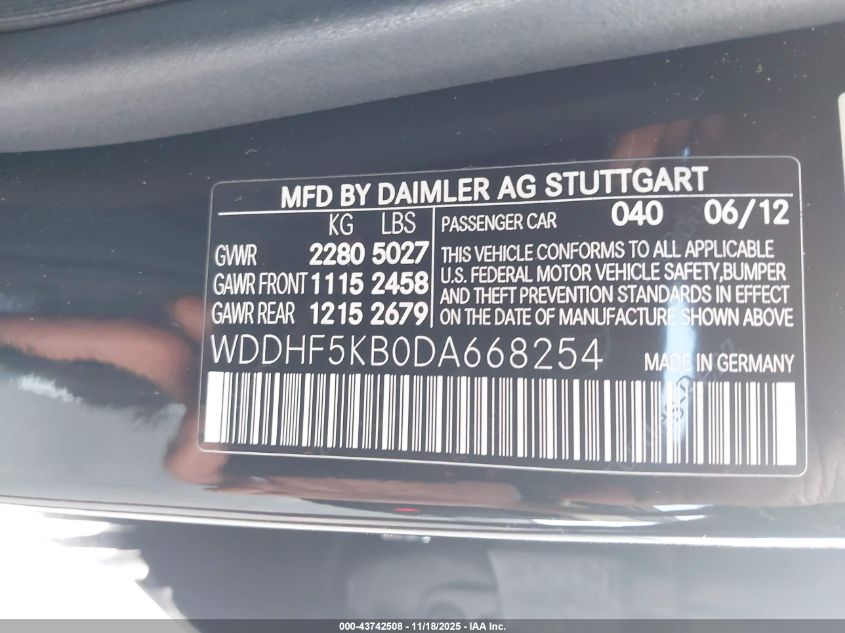 MFD BY DAIMLER AG STUTTGART
KG LBS
GVWR 2280 5027
GAWR FRONT 1115 2458
GAWR REAR 1215 2679
PASSENGER CAR 040 06/12
THIS VEHICLE CONFORMS TO ALL APPLICABLE
U.S. FEDERAL MOTOR VEHICLE SAFETY,BUMPER
AND THEFT PREVENTION STANDARDS IN EFFECT
ON THE DATE OF MANUFACTURE SHOWN ABOVE
WDDHF5KB0DA668254
MADE IN GERMANY
000-43742508 - 11/18/2025 - IAA Inc.